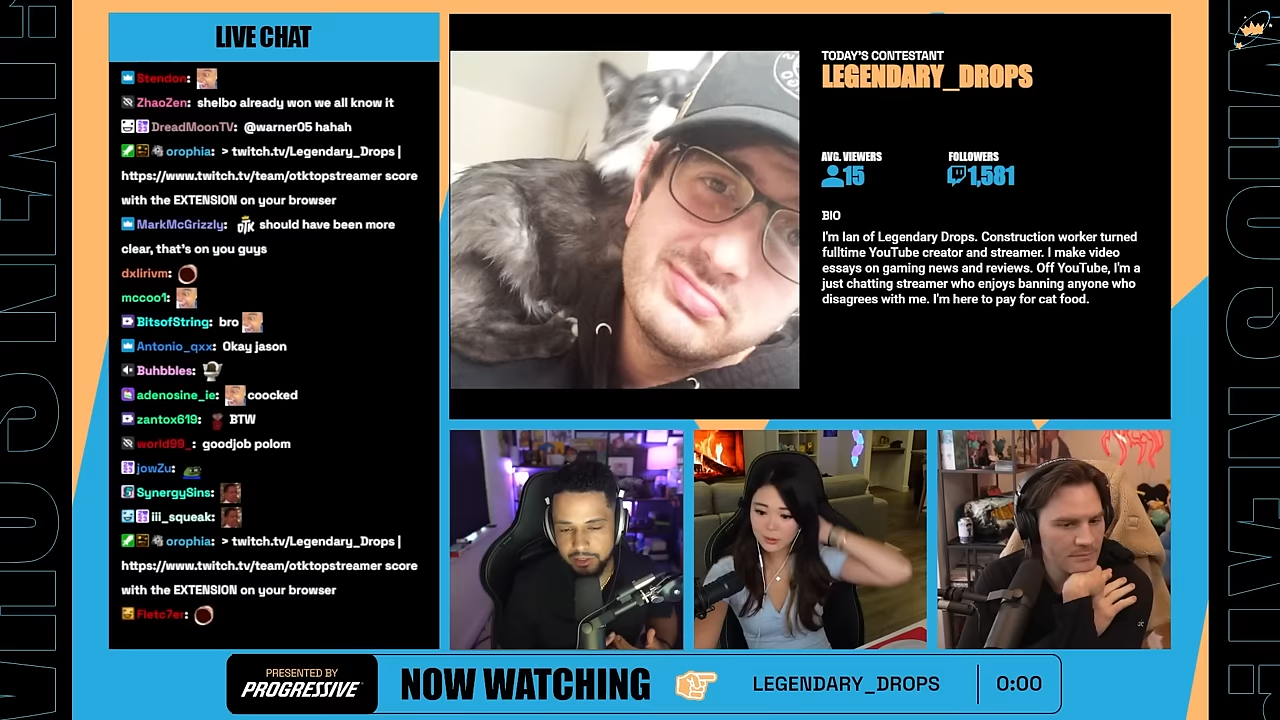 LIVE CHAT
Stendon:
ZhaoZen: shelbo already won we all know it
DreadMoonTV: @warner05 hahah
orophia: > twitch.tv/Legendary_Drops |
https://www.twitch.tv/team/otktopstreamer score
with the EXTENSION on your browser
MarkMcGrizzly: OTK should have been more
clear, that's on you guys
dxlirivm:
mccoo1:
BitsofString: bro
Antonio_qxx: Okay jason
Buhbbles:
adenosine_ie: coocked
zantox619: BTW
world99_: goodjob polom
jowZu:
SynergySins:
iii_squeak:
orophia: > twitch.tv/Legendary_Drops |
https://www.twitch.tv/team/otktopstreamer score
with the EXTENSION on your browser
Fletc7er:
TODAY'S CONTESTANT
LEGENDARY_DROPS
AVG. VIEWERS
15
FOLLOWERS
1,581
BIO
I'm Ian of Legendary Drops. Construction worker turned
fulltime YouTube creator and streamer. I make video
essays on gaming news and reviews. Off YouTube, I'm a
just chatting streamer who enjoys banning anyone who
disagrees with me. I'm here to pay for cat food.
PRESENTED BY
PROGRESSIVE
NOW WATCHING
LEGENDARY_DROPS
0:00